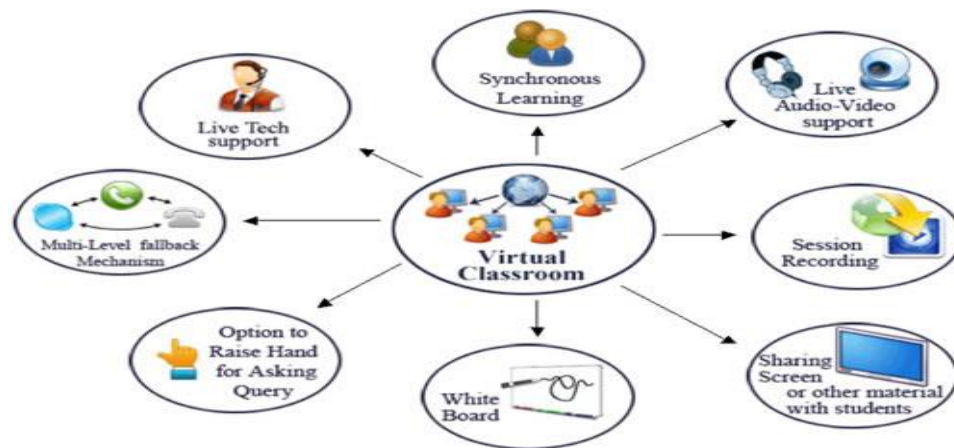 Synchronous
Learning
Live Tech
support
Live
Audio-Video
support
Multi-Level fallback
Mechanism
Virtual
Classroom
Session
Recording
Option to
Raise Hand
for Asking
Query
White
Board
Sharing
Screen
or other material
with students